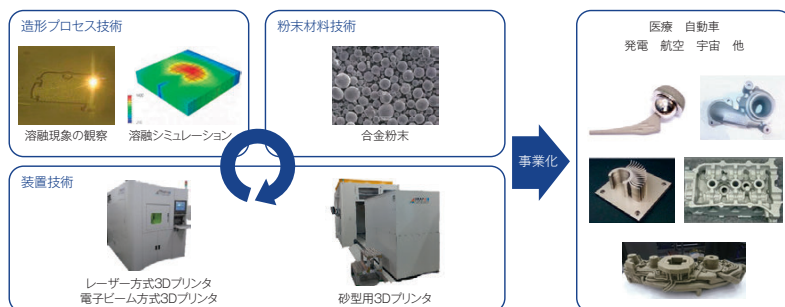 造形プロセス技術
溶融現象の観察
溶融シミュレーション
粉末材料技術
合金粉末
装置技術
レーザー方式3Dプリンタ
電子ビーム方式3Dプリンタ
砂型用3Dプリンタ
事業化
医療 自動車
発電 航空 宇宙 他